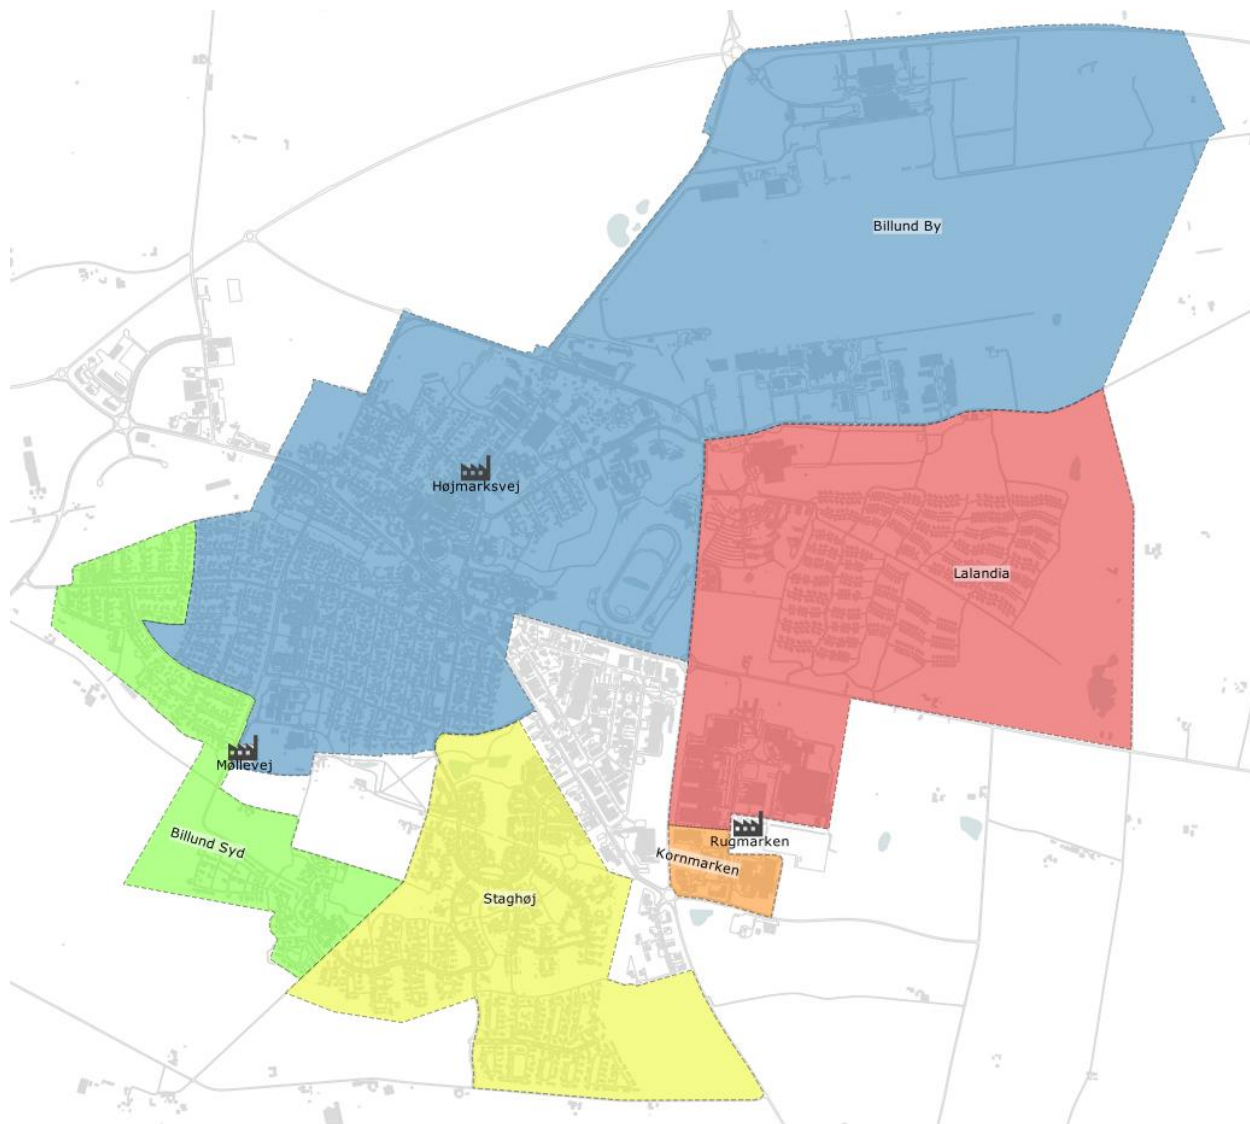 Billund By
Højmarksvej
Lalandia
Møllevej
Billund Syd
Rugmarken
Kornmarken
Staghøj